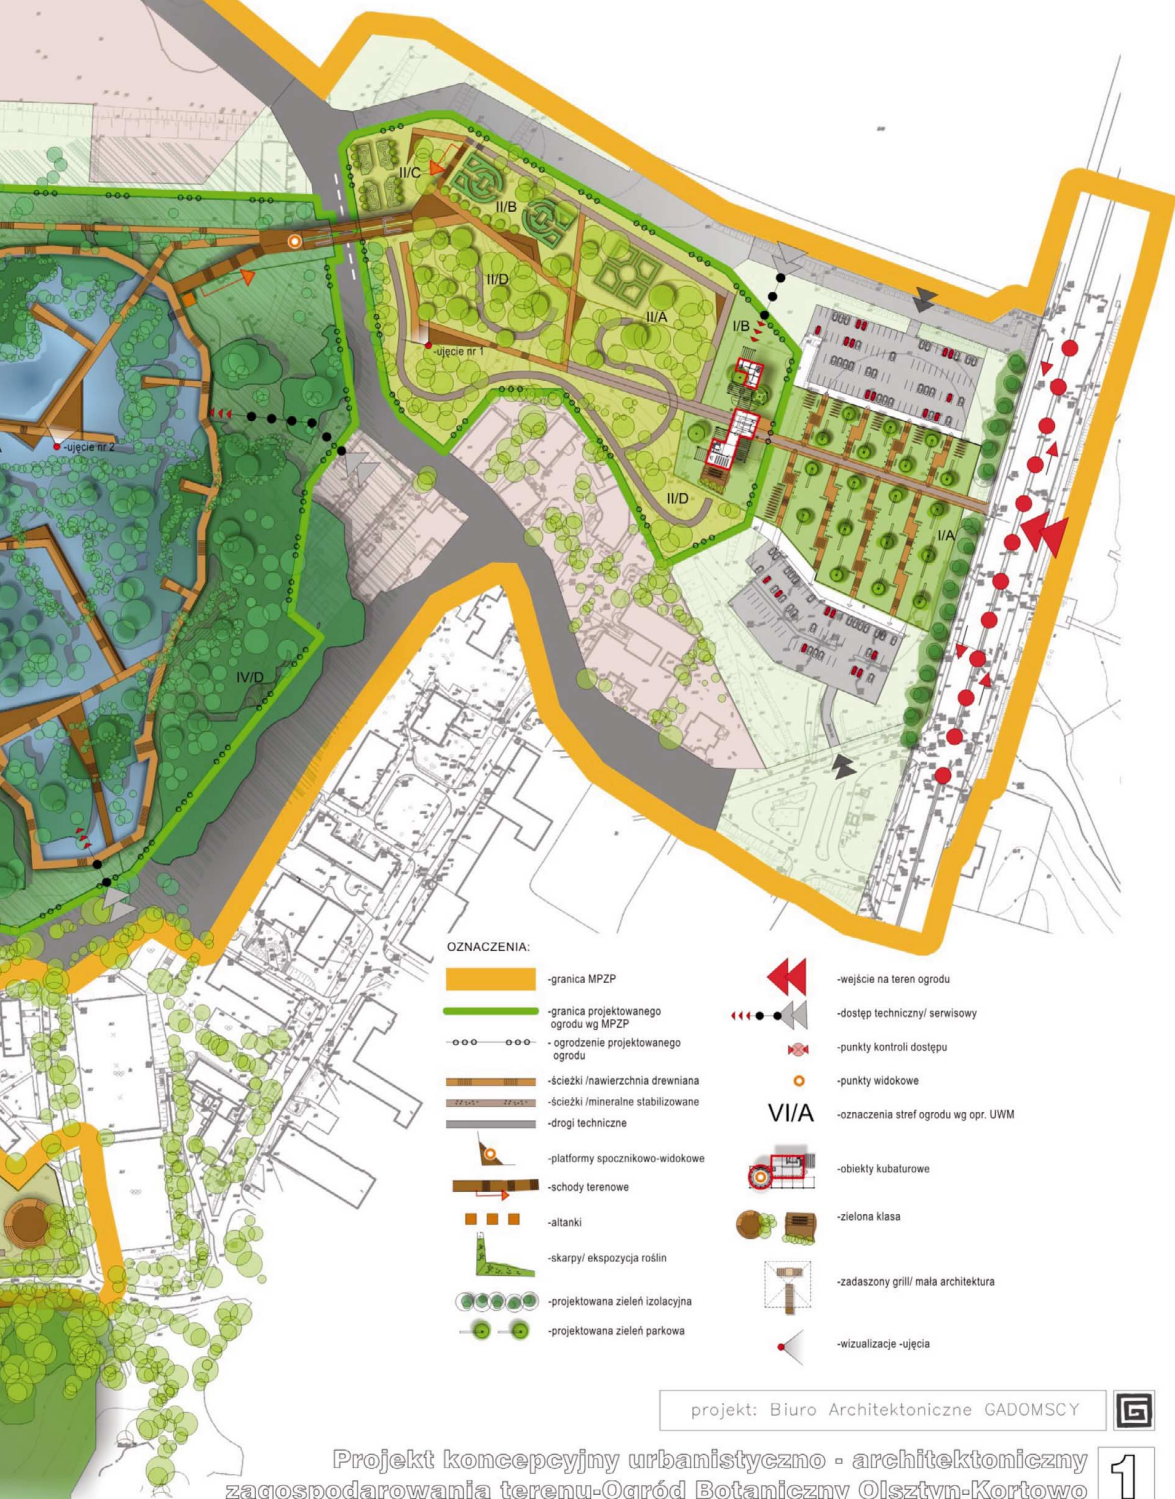 II/C
II/B
II/D
II/A
I/B
-ujęcie nr 1
-ujęcie nr 2
II/D
I/A
IV/D
OZNACZENIA:
-granica MPZP
-granica projektowanego
ogrodu wg MPZP
- ogrodzenie projektowanego
ogrodu
-ścieżki /nawierzchnia drewniana
-ścieżki /mineralne stabilizowane
-drogi techniczne
-platformy spocznikowo-widokowe
-schody terenowe
-altanki
-skarpy/ ekspozycja roślin
-projektowana zieleń izolacyjna
-projektowana zieleń parkowa
-wejście na teren ogrodu
-dostęp techniczny/ serwisowy
-punkty kontroli dostępu
-punkty widokowe
VI/A
-oznaczenia stref ogrodu wg opr. UWM
-obiekty kubaturowe
-zielona klasa
-zadaszony grill/ mała architektura
-wizualizacje -ujęcia
projekt: Biuro Architektoniczne GADOMSCY
Projekt koncepcyjny urbanistyczno - architektoniczny
zagospodarowania terenu-Ogród Botaniczny Olsztyn-Kortowo
1